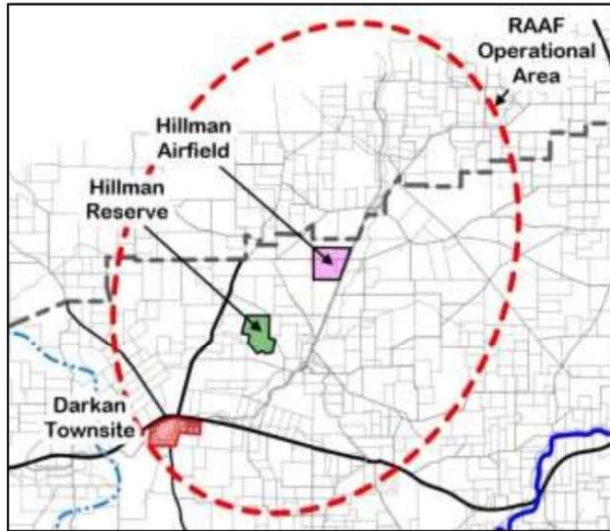 RAAF
Operational
Area
Hillman
Airfield
Hillman
Reserve
Darkan
Townsite